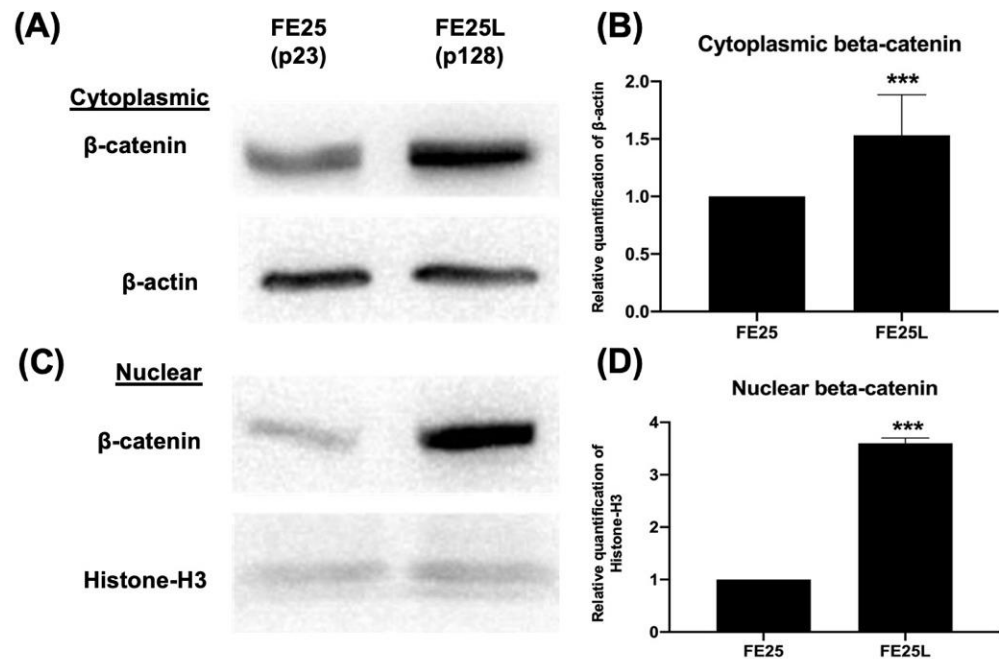 (A)
FE25
(p23)
FE25L
(p128)
Cytoplasmic
β-catenin
β-actin
(B)
Cytoplasmic beta-catenin
Relative quantification of β-actin
2.0
1.5
1.0
0.5
0.0
***
FE25
FE25L
(C)
Nuclear
β-catenin
Histone-H3
(D)
Nuclear beta-catenin
Relative quantification of
Histone-H3
4
3
2
1
0
***
FE25
FE25L